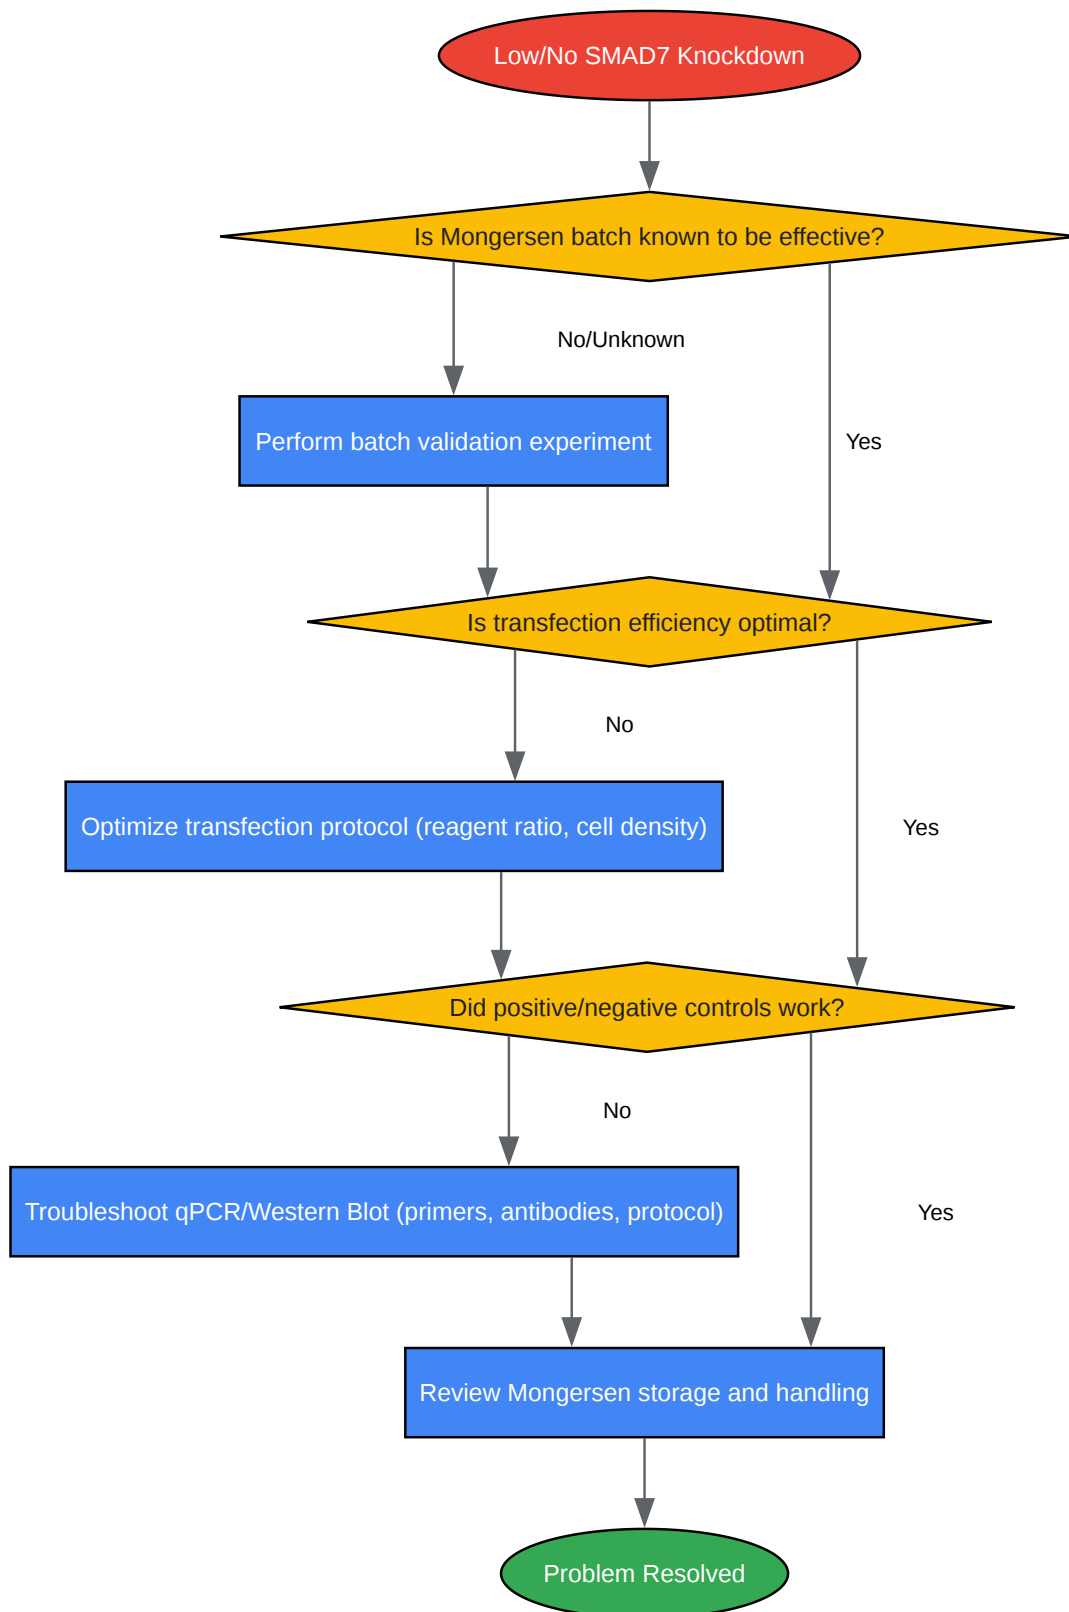 Low/No SMAD7 Knockdown
Is Mongersen batch known to be effective?
No/Unknown
Perform batch validation experiment
Yes
Is transfection efficiency optimal?
No
Optimize transfection protocol (reagent ratio, cell density)
Yes
Did positive/negative controls work?
No
Troubleshoot qPCR/Western Blot (primers, antibodies, protocol)
Yes
Review Mongersen storage and handling
Problem Resolved